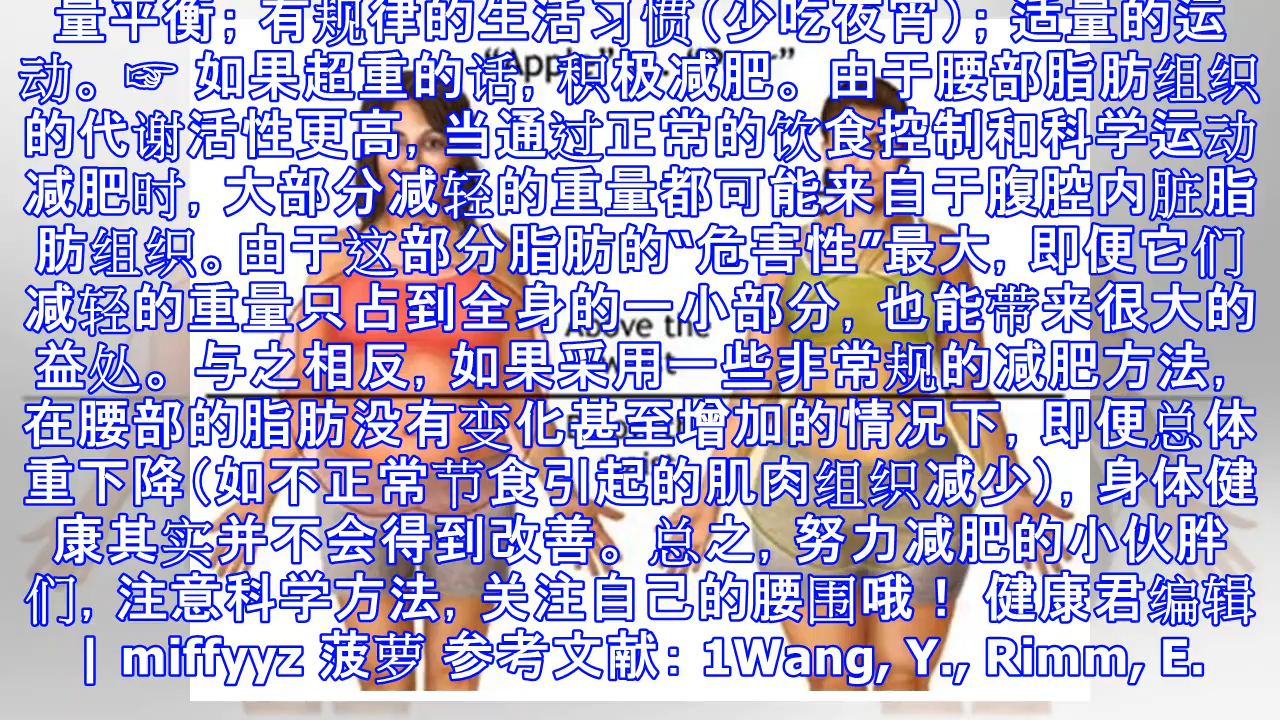 量平衡；有规律的生活习惯（少吃夜宵）；适量的运
动。☞ 如果超重的话, 积极减肥。由于腰部脂肪组织
的代谢活性更高, 当通过正常的饮食控制和科学运动
减肥时, 大部分减轻的重量都可能来自于腹腔内脏脂
肪组织。由于这部分脂肪的“危害性”最大, 即便它们
减轻的重量只占到全身的一小部分, 也能带来很大的
益处。与之相反, 如果采用一些非常规的减肥方法,
在腰部的脂肪没有变化甚至增加的情况下, 即便总体
重下降（如不正常节食引起的肌肉组织减少）, 身体健
康其实并不会得到改善。总之, 努力减肥的小伙胖
们, 注意科学方法, 关注自己的腰围哦！ 健康君编辑
| miffyyz 菠萝 参考文献: 1Wang, Y., Rimm, E.
Above the